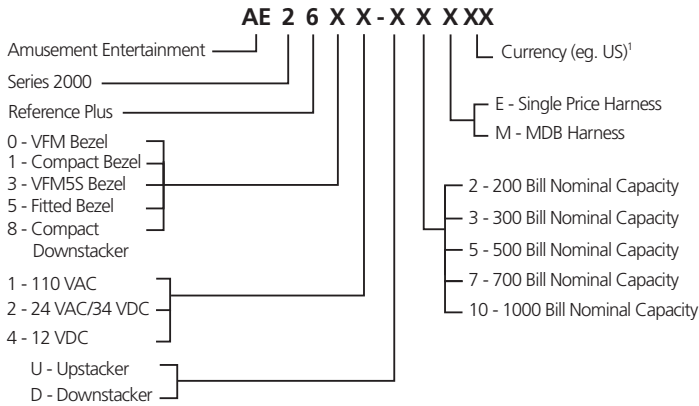 AE 2 6 X X - X X X XX
Amusement Entertainment
Series 2000
Reference Plus
0 - VFM Bezel
1 - Compact Bezel
3 - VFM5S Bezel
5 - Fitted Bezel
8 - Compact
Downstacker
1 - 110 VAC
2 - 24 VAC/34 VDC
4 - 12 VDC
U - Upstacker
D - Downstacker
Currency (eg. US)1
E - Single Price Harness
M - MDB Harness
2 - 200 Bill Nominal Capacity
3 - 300 Bill Nominal Capacity
5 - 500 Bill Nominal Capacity
7 - 700 Bill Nominal Capacity
10 - 1000 Bill Nominal Capacity